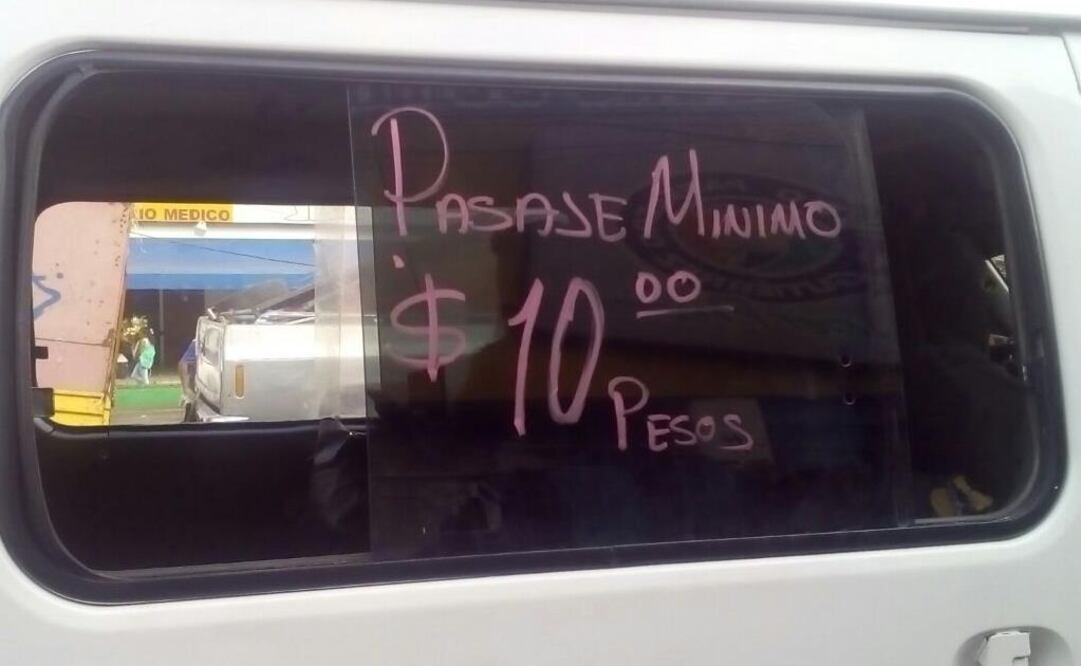 IO MEDICO
PASAJE MINIMO
$ 10 00
PESOS